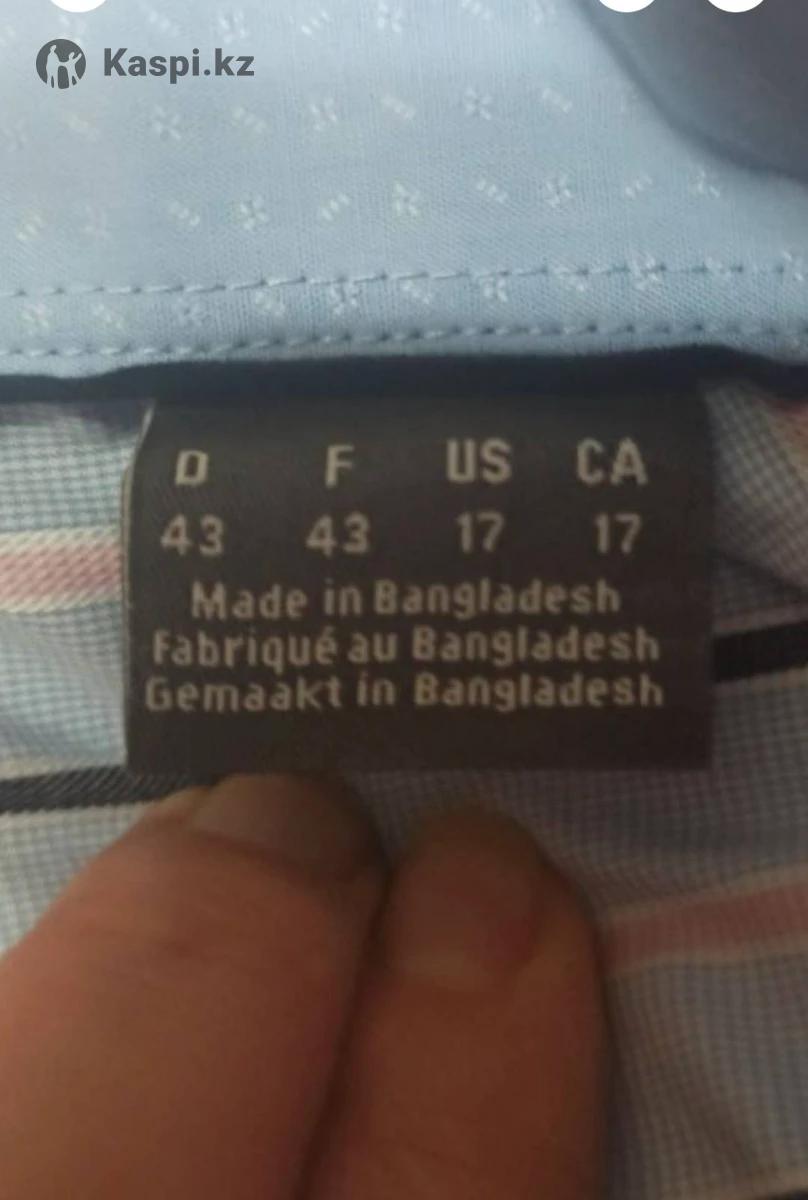 Kaspi.kz
D F US CA
43 43 17 17
Made in Bangladesh
Fabriqué au Bangladesh
Gemaakt in Bangladesh